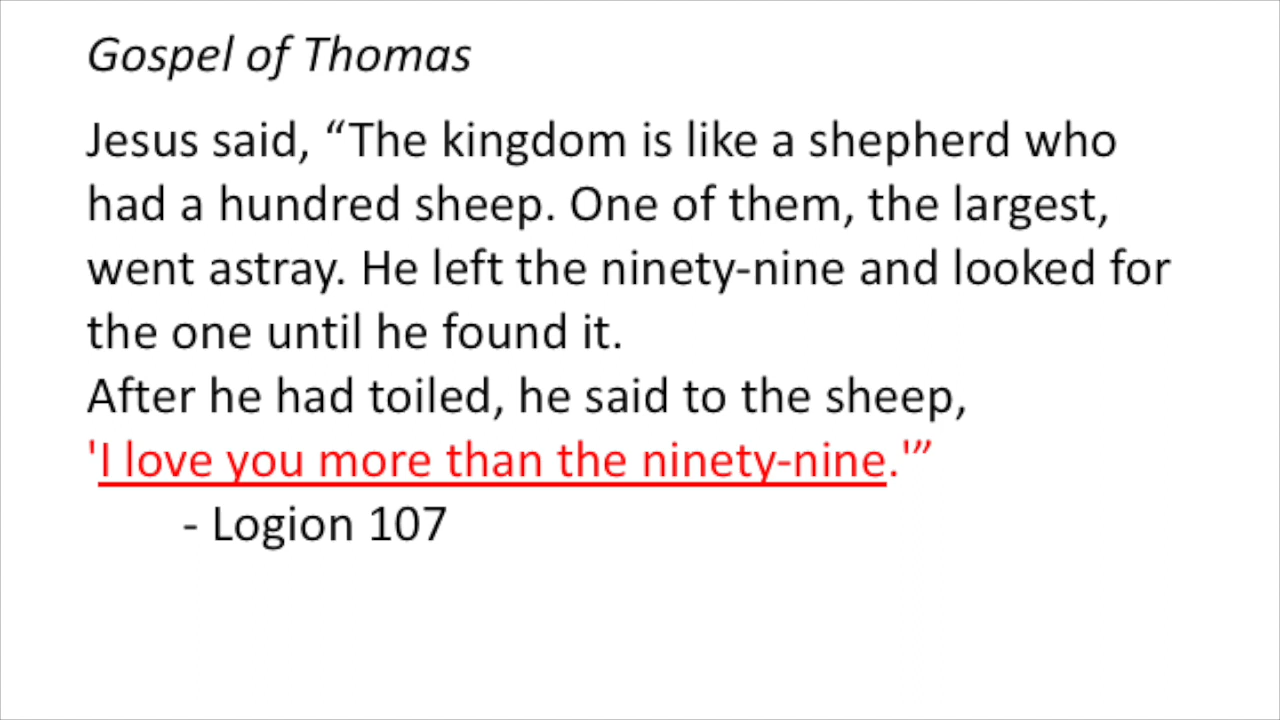 Gospel of Thomas
Jesus said, “The kingdom is like a shepherd who
had a hundred sheep. One of them, the largest,
went astray. He left the ninety-nine and looked for
the one until he found it.
After he had toiled, he said to the sheep,
'I love you more than the ninety-nine.'”
- Logion 107